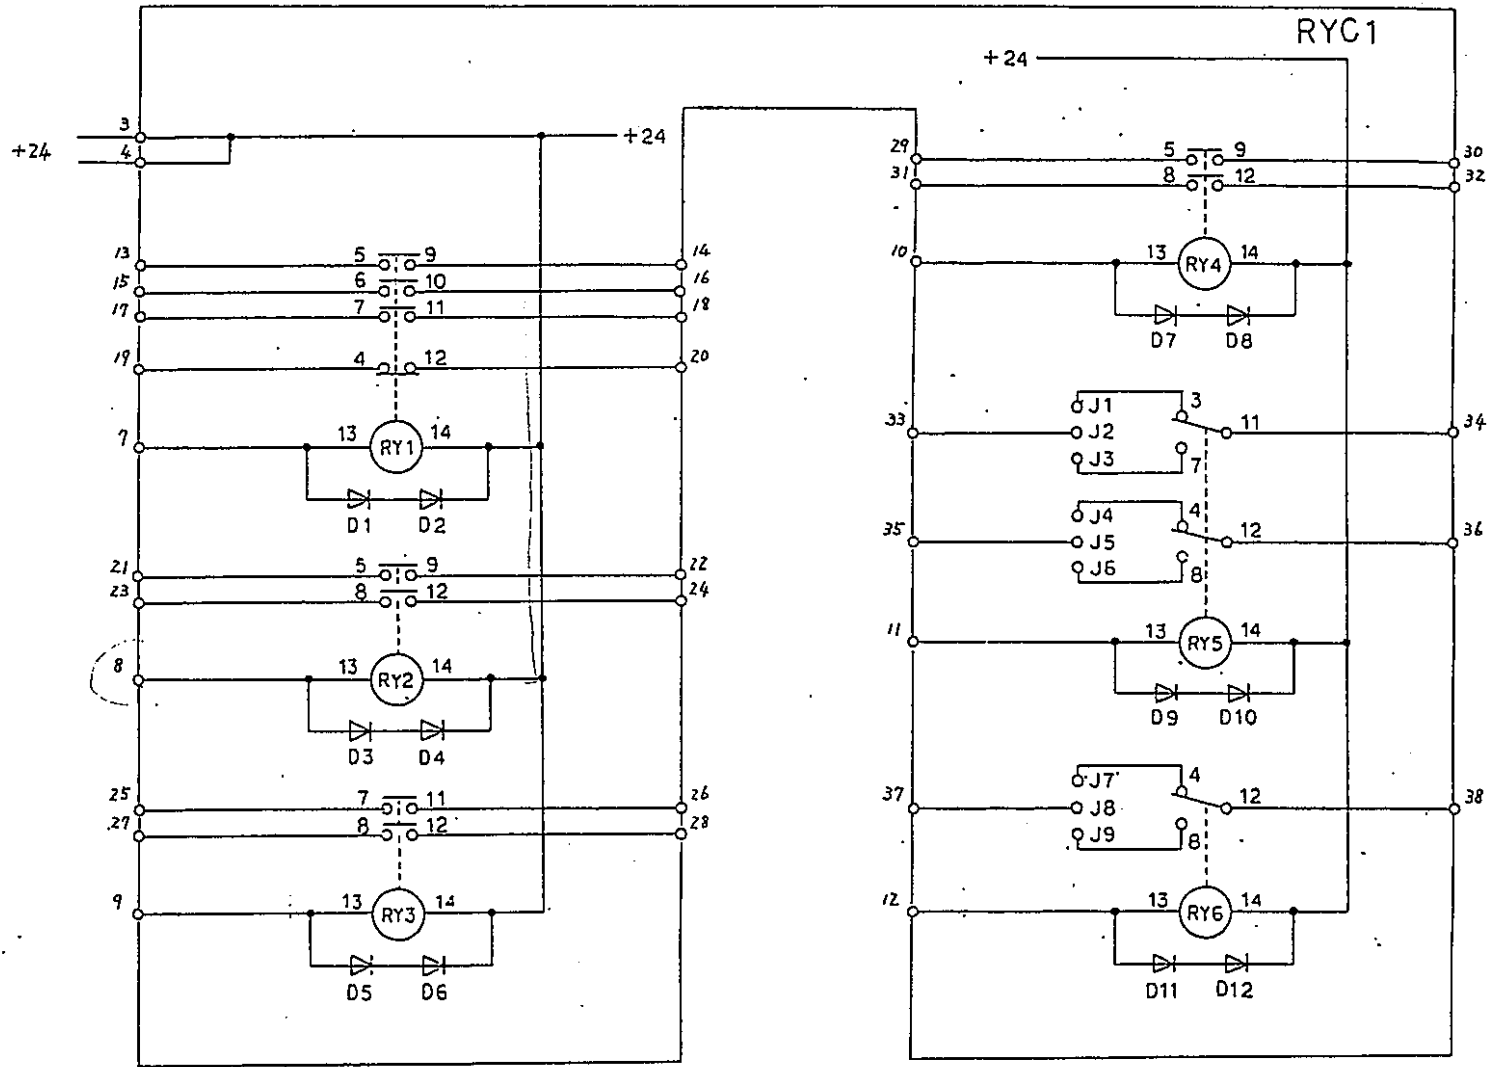 RYC1
+24
3
+24 4 +24
13 5 9 14
15 6 10 16
17 7 11 18
19 4 12 20
7 13 RY1 14
D1 D2
21 5 9 22
23 8 12 24
8 13 RY2 14
D3 D4
25 7 11 26
27 8 12 28
9 13 RY3 14
D5 D6
29 5 9 30
31 8 12 32
10 13 RY4 14
D7 D8
J1 3
33 J2 11 34
J3 7
J4 4
35 J5 12 36
J6 8
11 13 RY5 14
D9 D10
J7 4
37 J8 12 38
J9 8
12 13 RY6 14
D11 D12